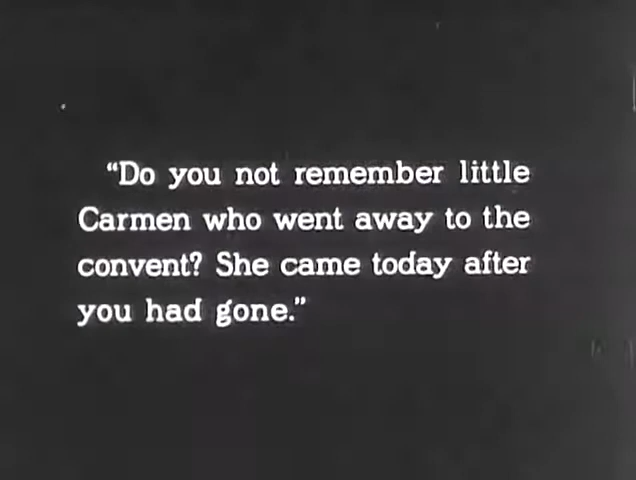 “Do you not remember little
Carmen who went away to the
convent? She came today after
you had gone.”